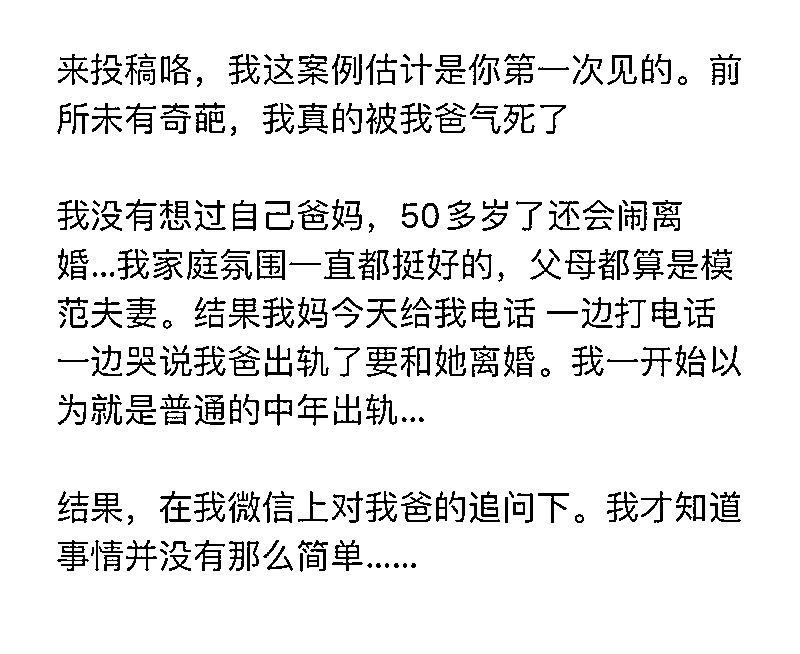 来投稿咯，我这案例估计是你第一次见的。前
所未有奇葩，我真的被我爸气死了
我没有想过自己爸妈，50多岁了还会闹离
婚...我家庭氛围一直都挺好的，父母都算是模
范夫妻。结果我妈今天给我电话 一边打电话
一边哭说我爸出轨了要和她离婚。我一开始以
为就是普通的中年出轨...
结果，在我微信上对我爸的追问下。我才知道
事情并没有那么简单......